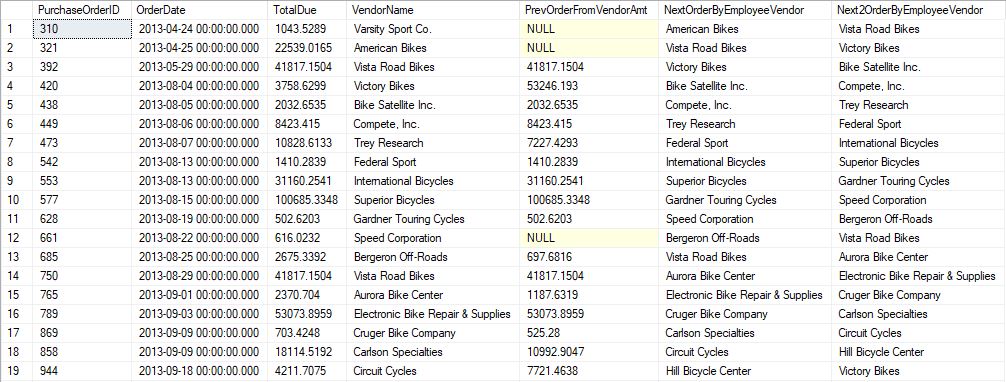 PurchaseOrderID OrderDate TotalDue VendorName PrevOrderFromVendorAmt NextOrderByEmployeeVendor Next2OrderByEmployeeVendor
1 310 2013-04-24 00:00:00.000 1043.5289 Varsity Sport Co. NULL American Bikes Vista Road Bikes
2 321 2013-04-25 00:00:00.000 22539.0165 American Bikes NULL Vista Road Bikes Victory Bikes
3 392 2013-05-29 00:00:00.000 41817.1504 Vista Road Bikes 41817.1504 Victory Bikes Bike Satellite Inc.
4 420 2013-08-04 00:00:00.000 3758.6299 Victory Bikes 53246.193 Bike Satellite Inc. Compete, Inc.
5 438 2013-08-05 00:00:00.000 2032.6535 Bike Satellite Inc. 2032.6535 Compete, Inc. Trey Research
6 449 2013-08-06 00:00:00.000 8423.415 Compete, Inc. 8423.415 Trey Research Federal Sport
7 473 2013-08-07 00:00:00.000 10828.6133 Trey Research 7227.4293 Federal Sport International Bicycles
8 542 2013-08-13 00:00:00.000 1410.2839 Federal Sport 1410.2839 International Bicycles Superior Bicycles
9 553 2013-08-13 00:00:00.000 31160.2541 International Bicycles 31160.2541 Superior Bicycles Gardner Touring Cycles
10 577 2013-08-15 00:00:00.000 100685.3348 Superior Bicycles 100685.3348 Gardner Touring Cycles Speed Corporation
11 628 2013-08-19 00:00:00.000 502.6203 Gardner Touring Cycles 502.6203 Speed Corporation Bergeron Off-Roads
12 661 2013-08-22 00:00:00.000 616.0232 Speed Corporation NULL Bergeron Off-Roads Vista Road Bikes
13 685 2013-08-25 00:00:00.000 2675.3392 Bergeron Off-Roads 697.6816 Vista Road Bikes Aurora Bike Center
14 750 2013-08-29 00:00:00.000 41817.1504 Vista Road Bikes 41817.1504 Aurora Bike Center Electronic Bike Repair & Supplies
15 765 2013-09-01 00:00:00.000 2370.704 Aurora Bike Center 1187.6319 Electronic Bike Repair & Supplies Cruger Bike Company
16 789 2013-09-03 00:00:00.000 53073.8959 Electronic Bike Repair & Supplies 53073.8959 Cruger Bike Company Carlson Specialties
17 869 2013-09-09 00:00:00.000 703.4248 Cruger Bike Company 525.28 Carlson Specialties Circuit Cycles
18 858 2013-09-09 00:00:00.000 18114.5192 Carlson Specialties 10992.9047 Circuit Cycles Hill Bicycle Center
19 944 2013-09-18 00:00:00.000 4211.7075 Circuit Cycles 7721.4638 Hill Bicycle Center Victory Bikes